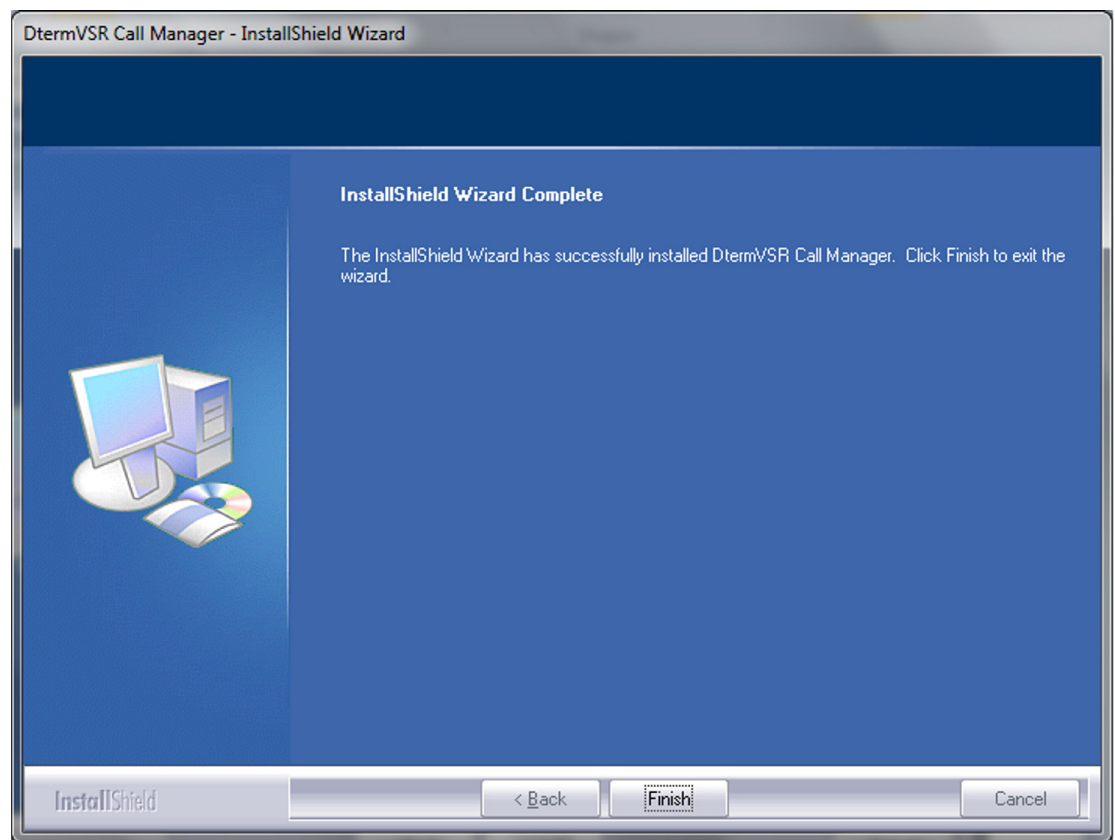 DtermVSR Call Manager - InstallShield Wizard
InstallShield Wizard Complete
The InstallShield Wizard has successfully installed DtermVSR Call Manager.  Click Finish to exit the
wizard.
InstallShield
< Back
Finish
Cancel